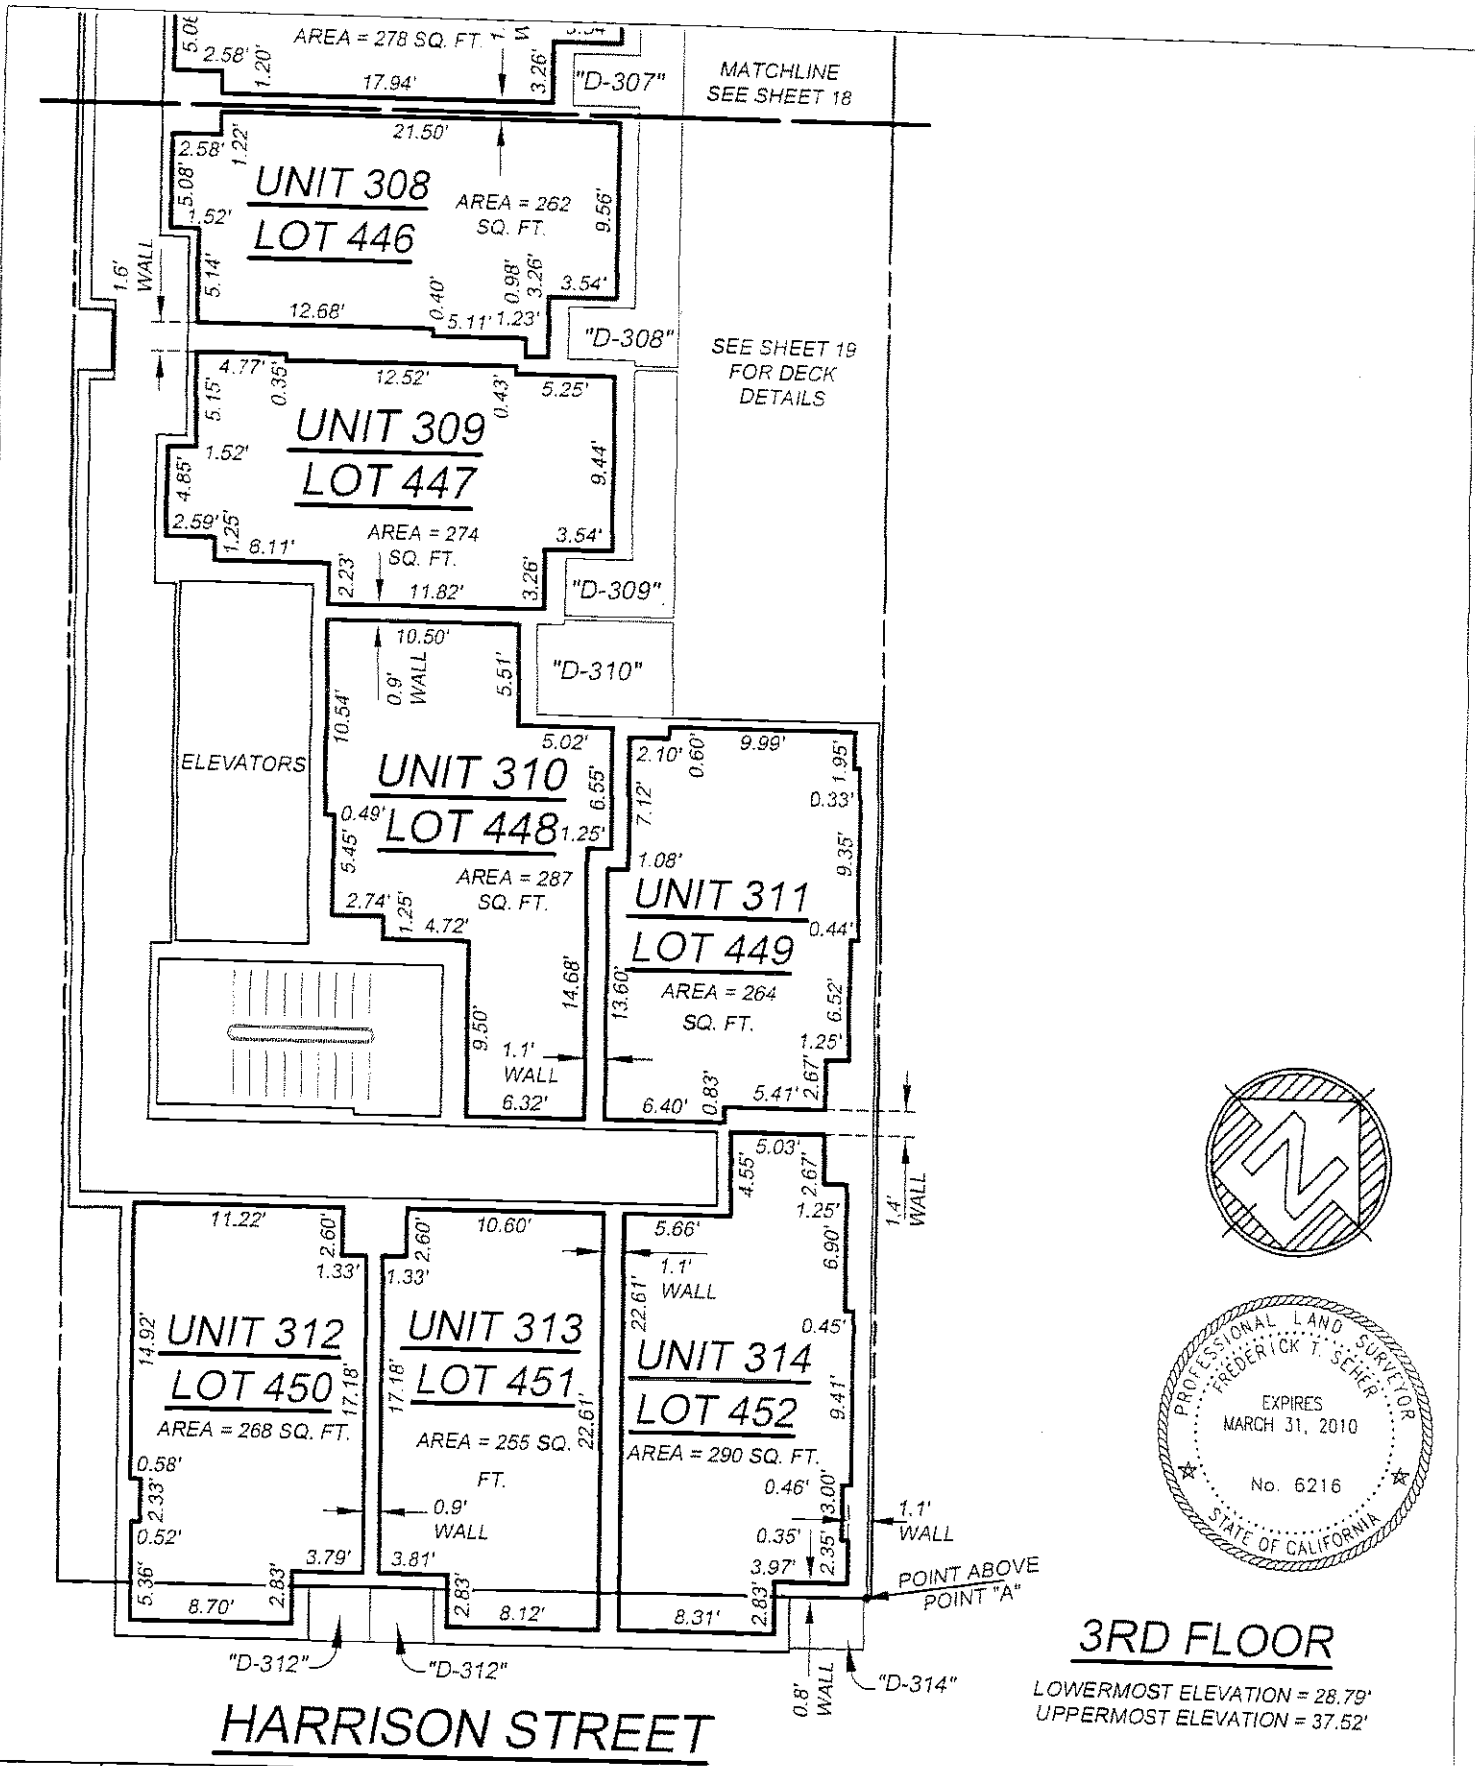 5.06'
2.58'
1.20'
AREA = 278 SQ. FT.
17.94'
3.26'
3.54'
"D-307"
MATCHLINE
SEE SHEET 18
21.50'
2.58'
1.22'
5.08'
1.52'
5.14'
UNIT 308
LOT 446
AREA = 262
SQ. FT.
9.56'
3.54'
3.26'
0.98'
1.23'
5.11'
0.40'
12.68'
1.6'
WALL
"D-308"
SEE SHEET 19
FOR DECK
DETAILS
4.77'
0.35'
12.52'
0.43'
5.25'
5.15'
1.52'
4.85'
2.59'
1.25'
8.11'
2.23'
11.82'
3.26'
3.54'
9.44'
UNIT 309
LOT 447
AREA = 274
SQ. FT.
"D-309"
10.50'
0.9'
WALL
5.51'
"D-310"
10.54'
5.02'
ELEVATORS
UNIT 310
LOT 448
6.55'
1.25'
0.49'
5.45'
2.74'
1.25'
4.72'
AREA = 287
SQ. FT.
14.68'
9.50'
1.1'
WALL
6.32'
2.10'
0.60'
9.99'
1.95'
0.33'
7.12'
9.35'
1.08'
UNIT 311
LOT 449
0.44'
AREA = 264
SQ. FT.
13.60'
6.52'
1.25'
2.67'
5.41'
0.83'
6.40'
1.4'
WALL
5.03'
4.55'
2.67'
1.25'
6.90'
11.22'
2.60'
1.33'
2.60'
1.33'
10.60'
5.66'
1.1'
WALL
22.61'
14.92'
UNIT 312
LOT 450
AREA = 268 SQ. FT.
17.18'
0.58'
2.33'
0.52'
5.36'
8.70'
2.83'
3.79'
17.18'
UNIT 313
LOT 451
AREA = 255 SQ.
FT.
22.61'
0.9'
WALL
3.81'
2.83'
8.12'
0.45'
UNIT 314
LOT 452
9.41'
AREA = 290 SQ. FT.
0.46'
3.00'
0.35'
2.35'
3.97'
2.83'
8.31'
1.1'
WALL
POINT ABOVE
POINT "A"
0.8'
WALL
"D-312"
"D-312"
"D-314"
HARRISON STREET
N
PROFESSIONAL LAND SURVEYOR
FREDERICK T. SEHER
EXPIRES
MARCH 31, 2010
No. 6216
STATE OF CALIFORNIA
3RD FLOOR
LOWERMOST ELEVATION = 28.79'
UPPERMOST ELEVATION = 37.52'